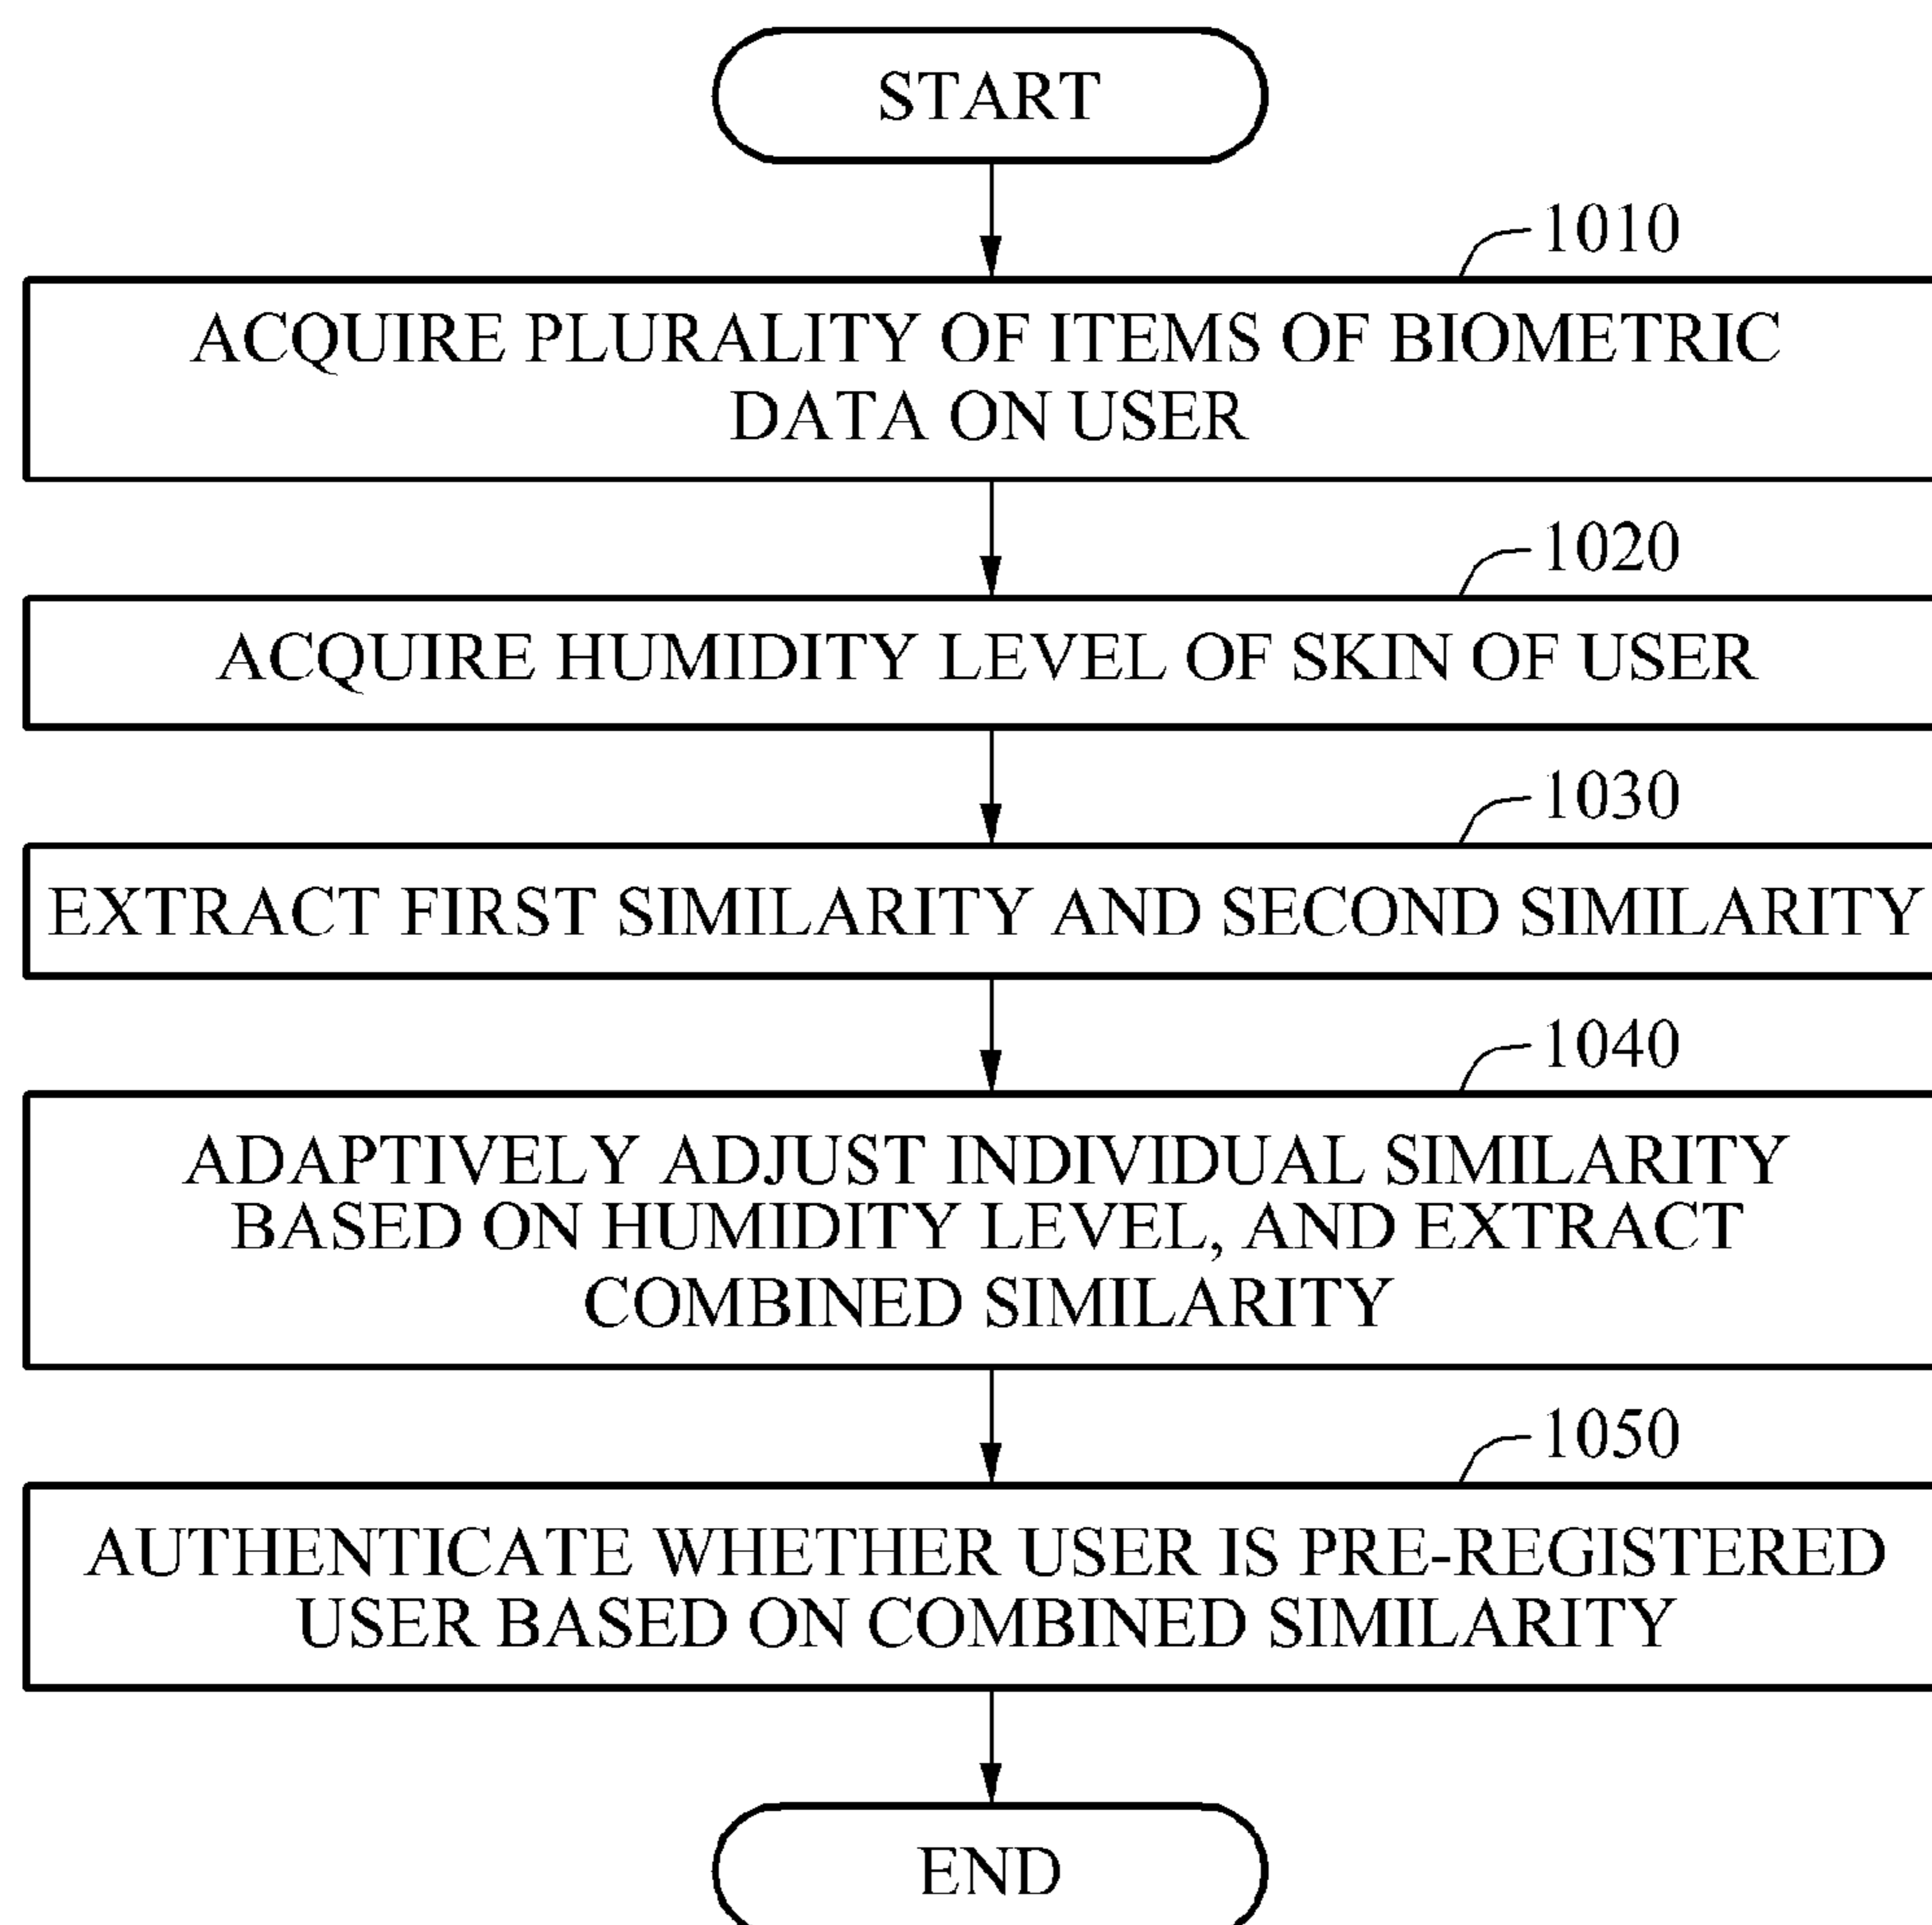 START
1010
ACQUIRE PLURALITY OF ITEMS OF BIOMETRIC
DATA ON USER
1020
ACQUIRE HUMIDITY LEVEL OF SKIN OF USER
1030
EXTRACT FIRST SIMILARITY AND SECOND SIMILARITY
1040
ADAPTIVELY ADJUST INDIVIDUAL SIMILARITY
BASED ON HUMIDITY LEVEL, AND EXTRACT
COMBINED SIMILARITY
1050
AUTHENTICATE WHETHER USER IS PRE-REGISTERED
USER BASED ON COMBINED SIMILARITY
END